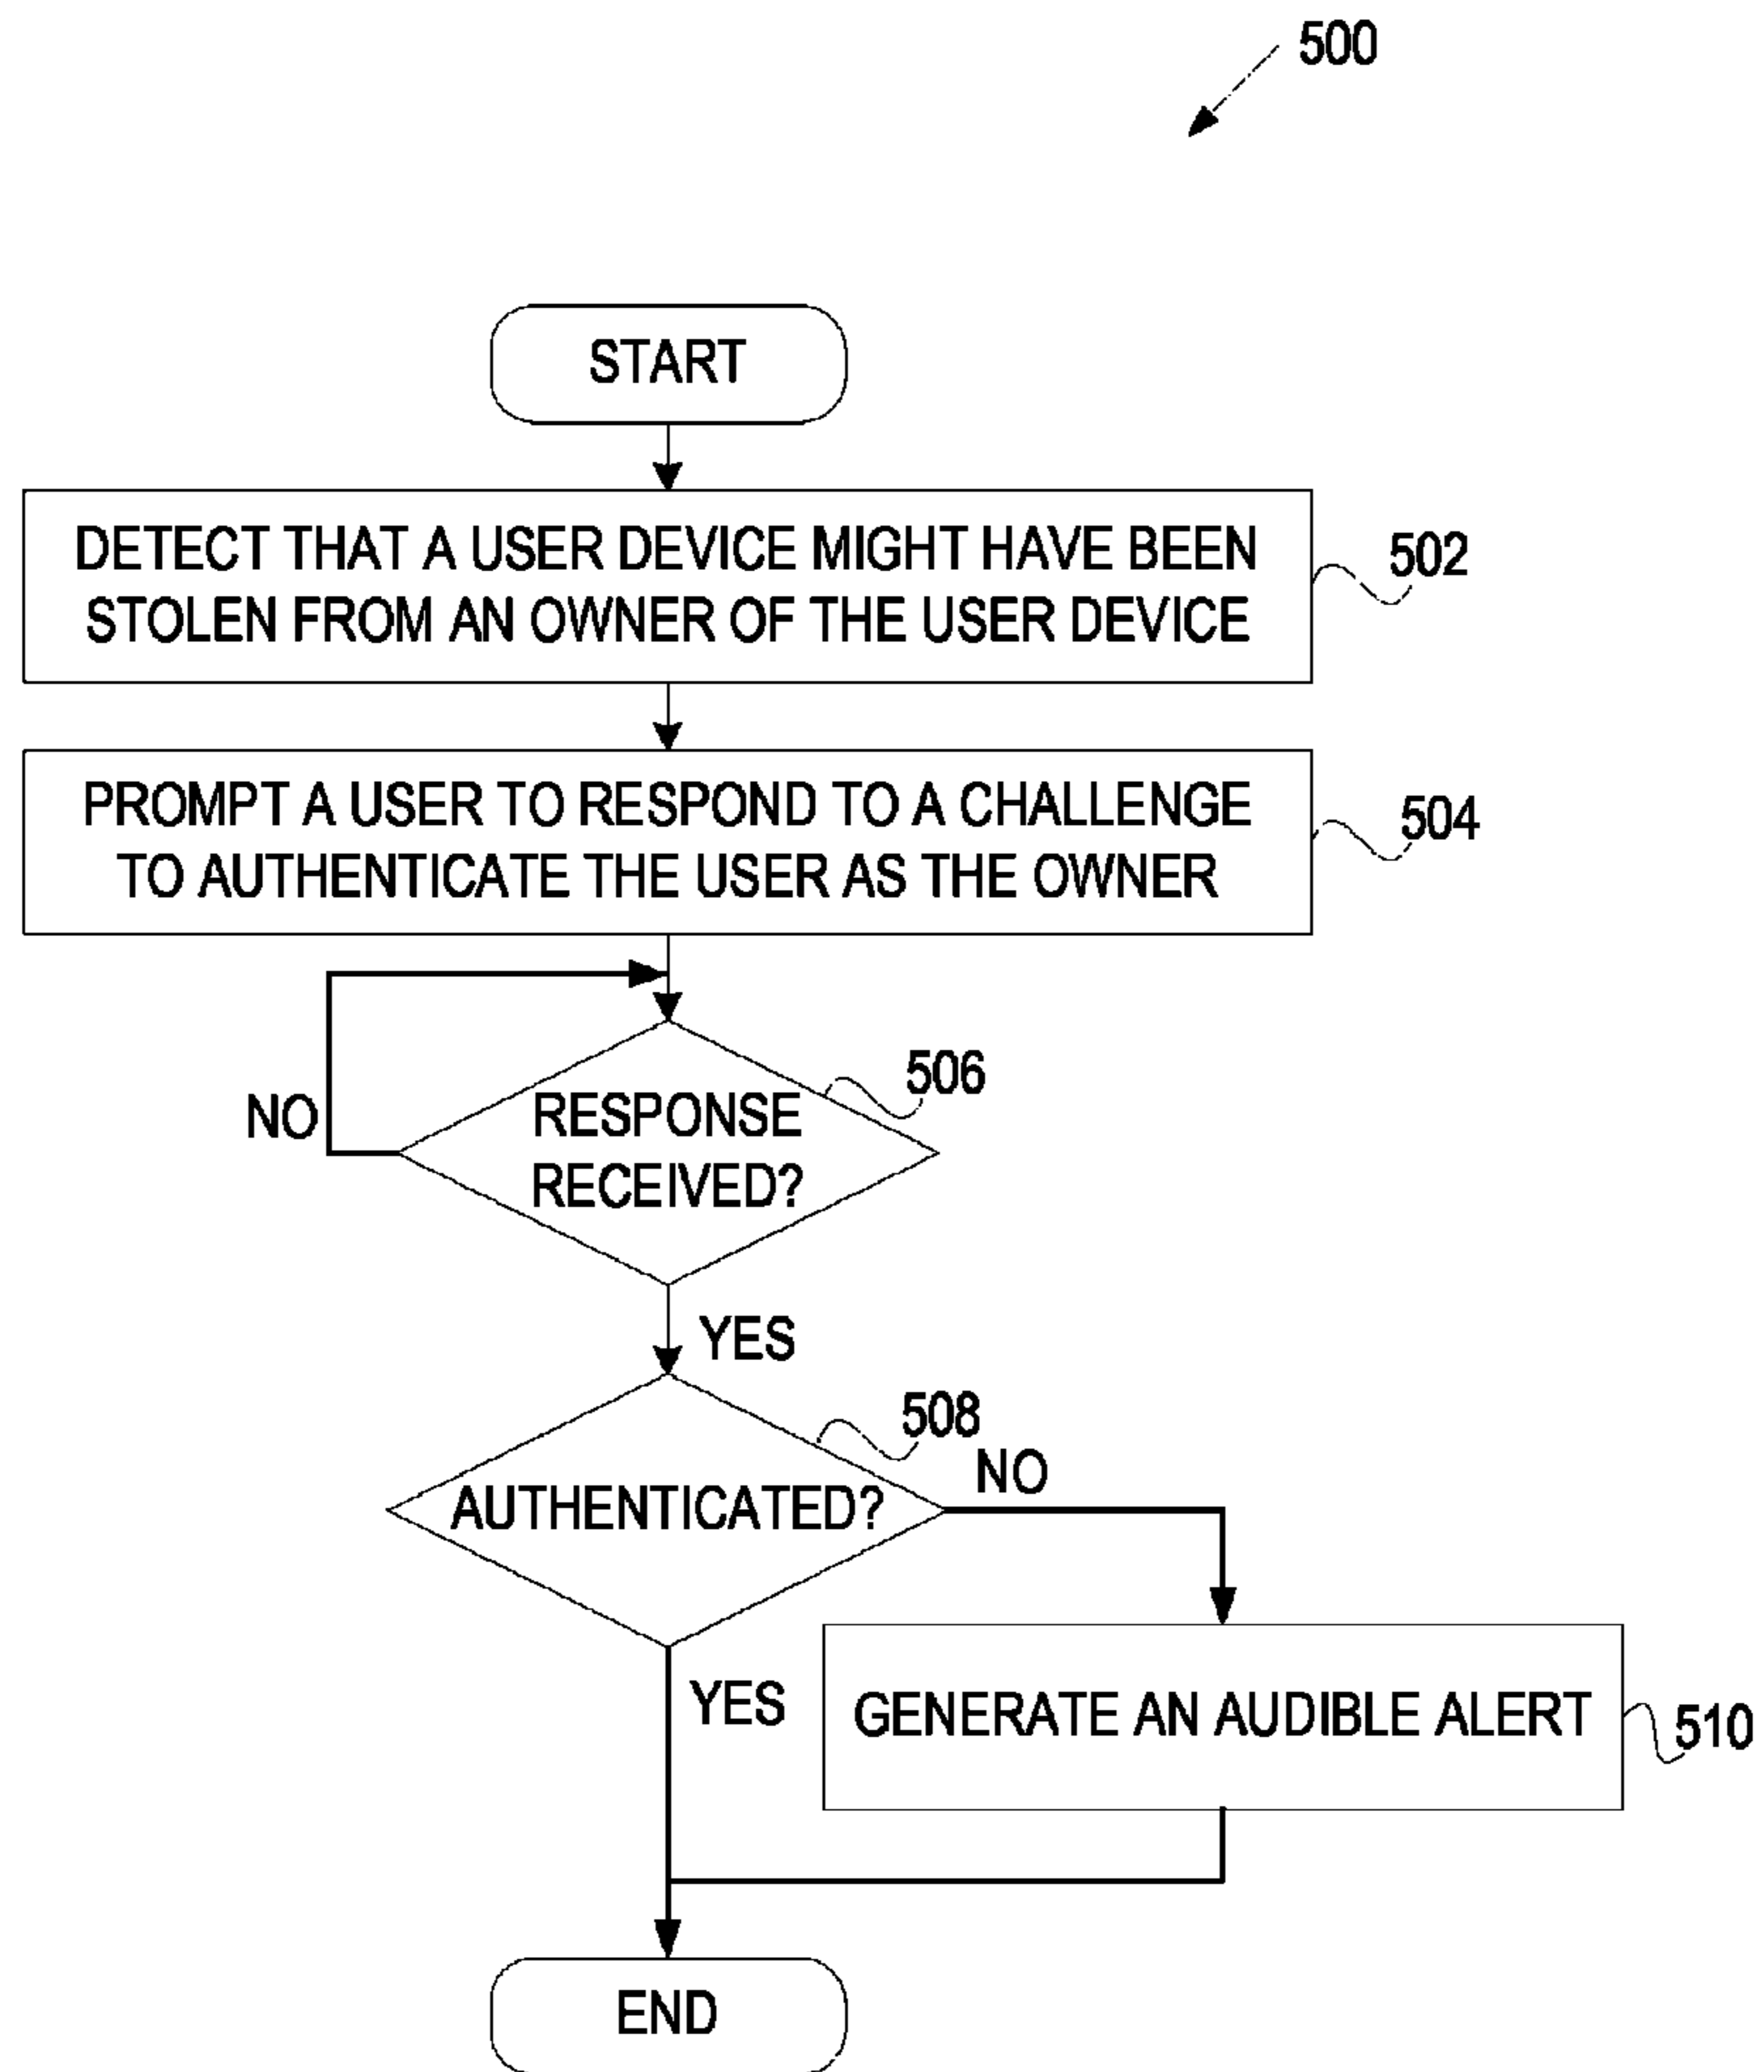 500
START
DETECT THAT A USER DEVICE MIGHT HAVE BEEN
STOLEN FROM AN OWNER OF THE USER DEVICE
502
PROMPT A USER TO RESPOND TO A CHALLENGE
TO AUTHENTICATE THE USER AS THE OWNER
504
506
NO
RESPONSE
RECEIVED?
YES
508
NO
AUTHENTICATED?
YES
GENERATE AN AUDIBLE ALERT
510
END